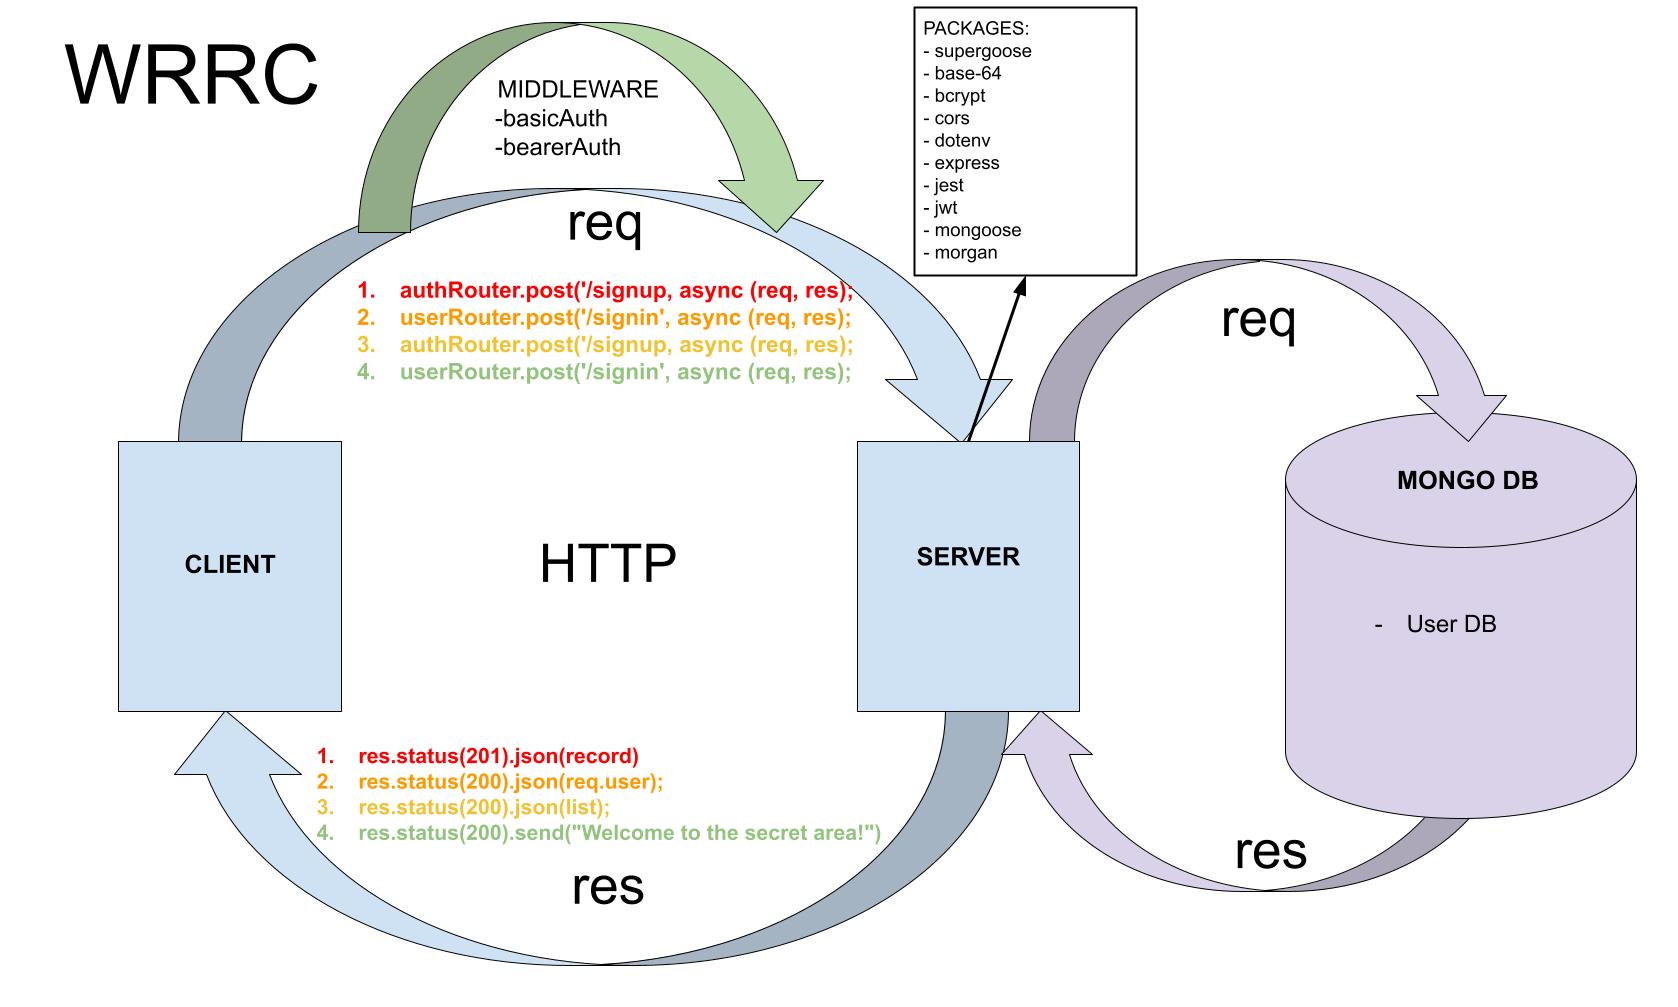 WRRC
MIDDLEWARE
-basicAuth
-bearerAuth
PACKAGES:
- supergoose
- base-64
- bcrypt
- cors
- dotenv
- express
- jest
- jwt
- mongoose
- morgan
req
1. authRouter.post('/signup, async (req, res);
2. userRouter.post('/signin', async (req, res);
3. authRouter.post('/signup, async (req, res);
4. userRouter.post('/signin', async (req, res);
req
CLIENT
HTTP
SERVER
MONGO DB
- User DB
1. res.status(201).json(record)
2. res.status(200).json(req.user);
3. res.status(200).json(list);
4. res.status(200).send("Welcome to the secret area!")
res
res